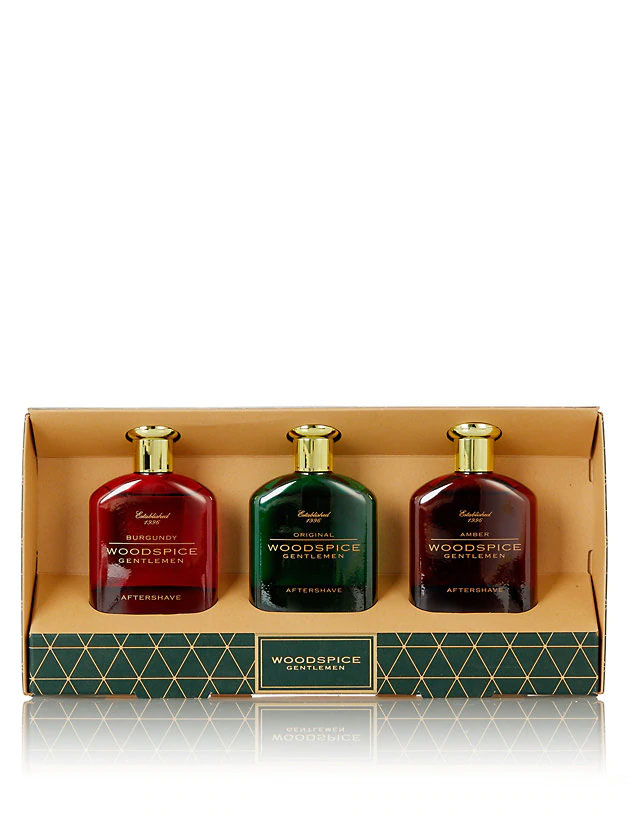 Established
1996
BURGUNDY
WOODSPICE
GENTLEMEN
AFTERSHAVE
Established
1996
ORIGINAL
WOODSPICE
GENTLEMEN
AFTERSHAVE
Established
1996
AMBER
WOODSPICE
GENTLEMEN
AFTERSHAVE
WOODSPICE
GENTLEMEN